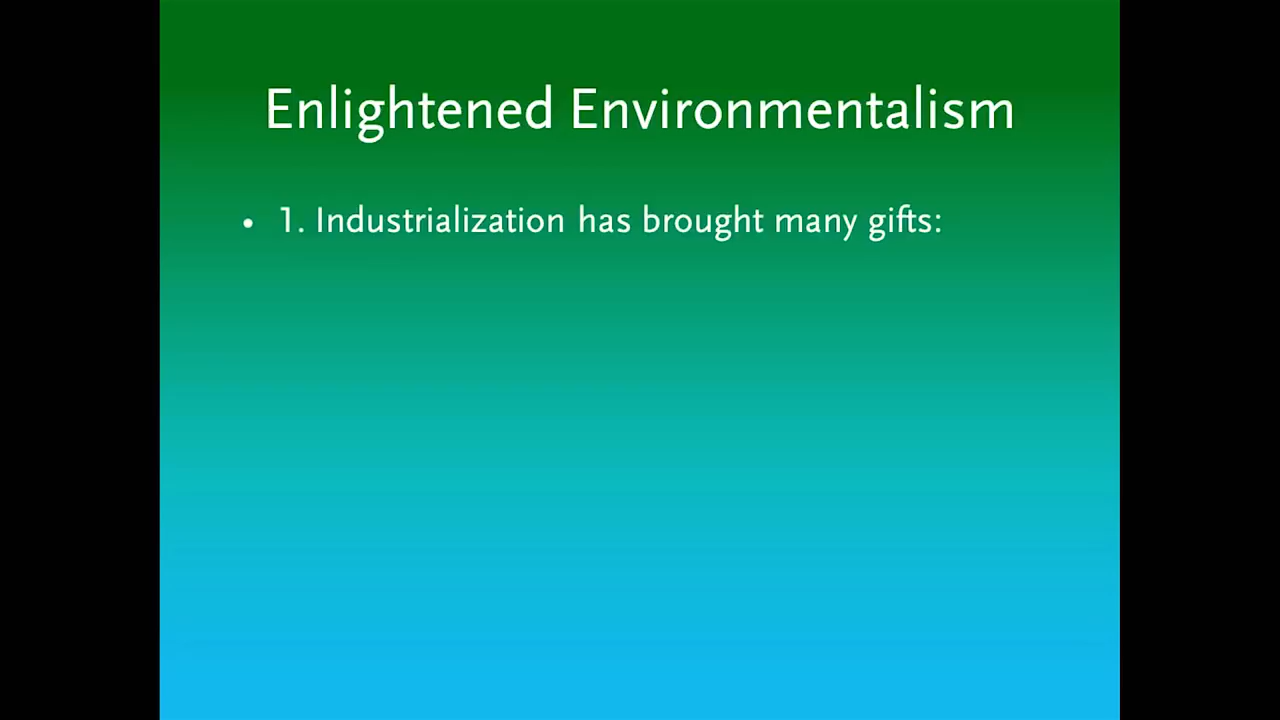 Enlightened Environmentalism
• 1. Industrialization has brought many gifts: